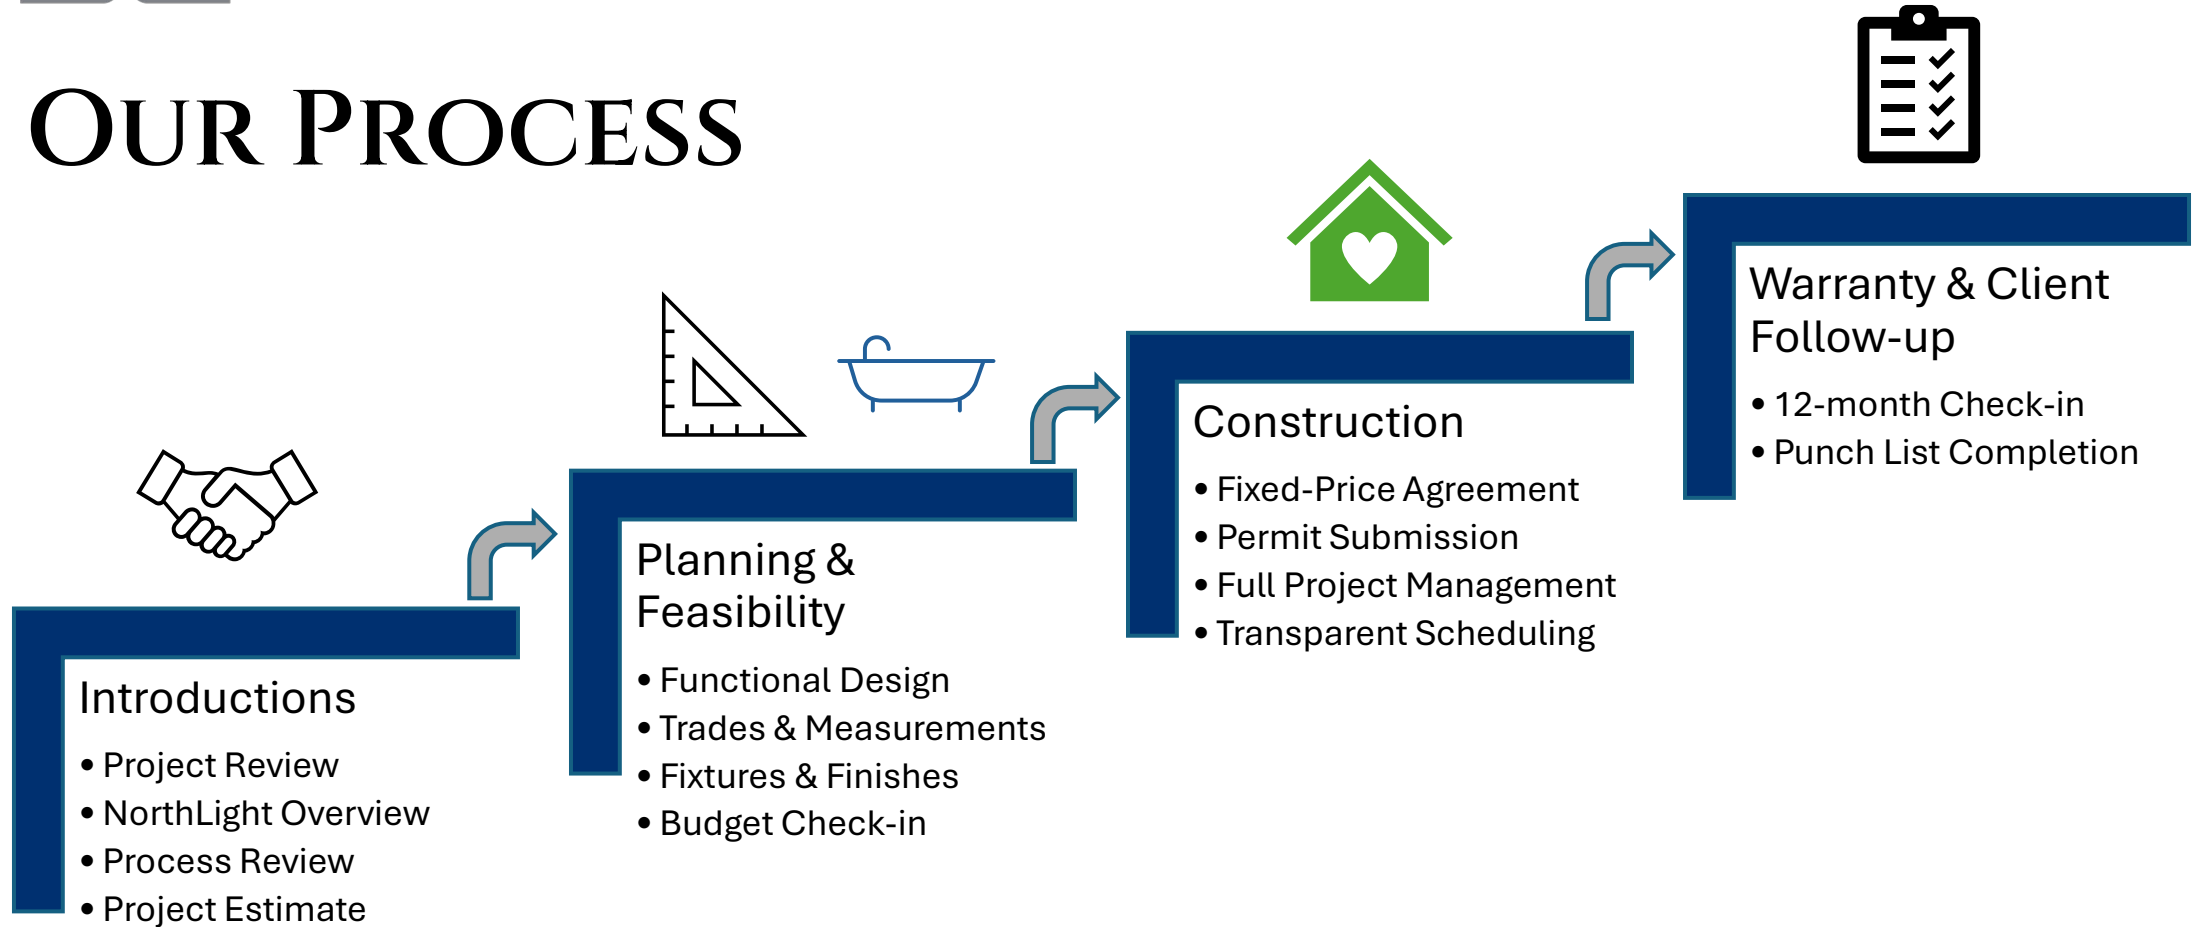 OUR PROCESS
Introductions
• Project Review
• NorthLight Overview
• Process Review
• Project Estimate
Planning &
Feasibility
• Functional Design
• Trades & Measurements
• Fixtures & Finishes
• Budget Check-in
Construction
• Fixed-Price Agreement
• Permit Submission
• Full Project Management
• Transparent Scheduling
Warranty & Client
Follow-up
• 12-month Check-in
• Punch List Completion